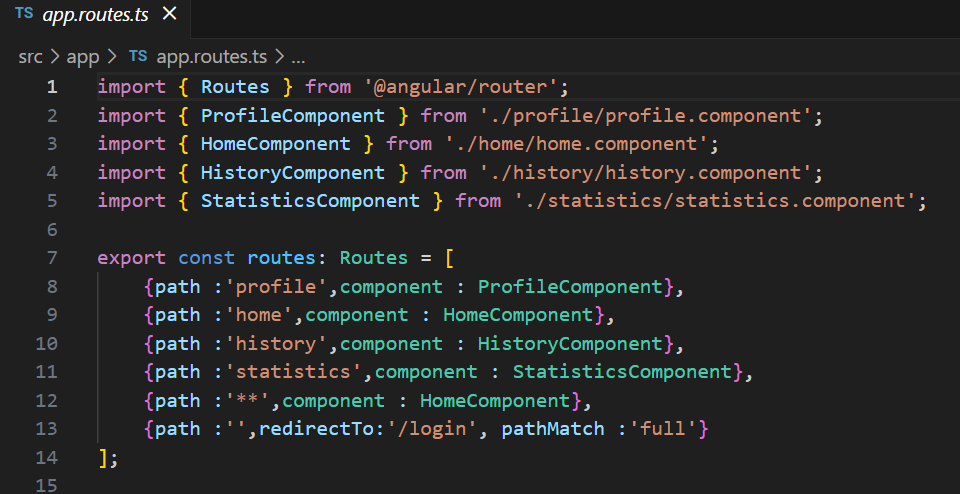 TS app.routes.ts ✕
src > app > TS app.routes.ts > ...
1 import { Routes } from '@angular/router';
2 import { ProfileComponent } from './profile/profile.component';
3 import { HomeComponent } from './home/home.component';
4 import { HistoryComponent } from './history/history.component';
5 import { StatisticsComponent } from './statistics/statistics.component';
6
7 export const routes: Routes = [
8     {path :'profile',component : ProfileComponent},
9     {path :'home',component : HomeComponent},
10     {path :'history',component : HistoryComponent},
11     {path :'statistics',component : StatisticsComponent},
12     {path :'**',component : HomeComponent},
13     {path :'',redirectTo:'/login', pathMatch :'full'}
14 ];
15